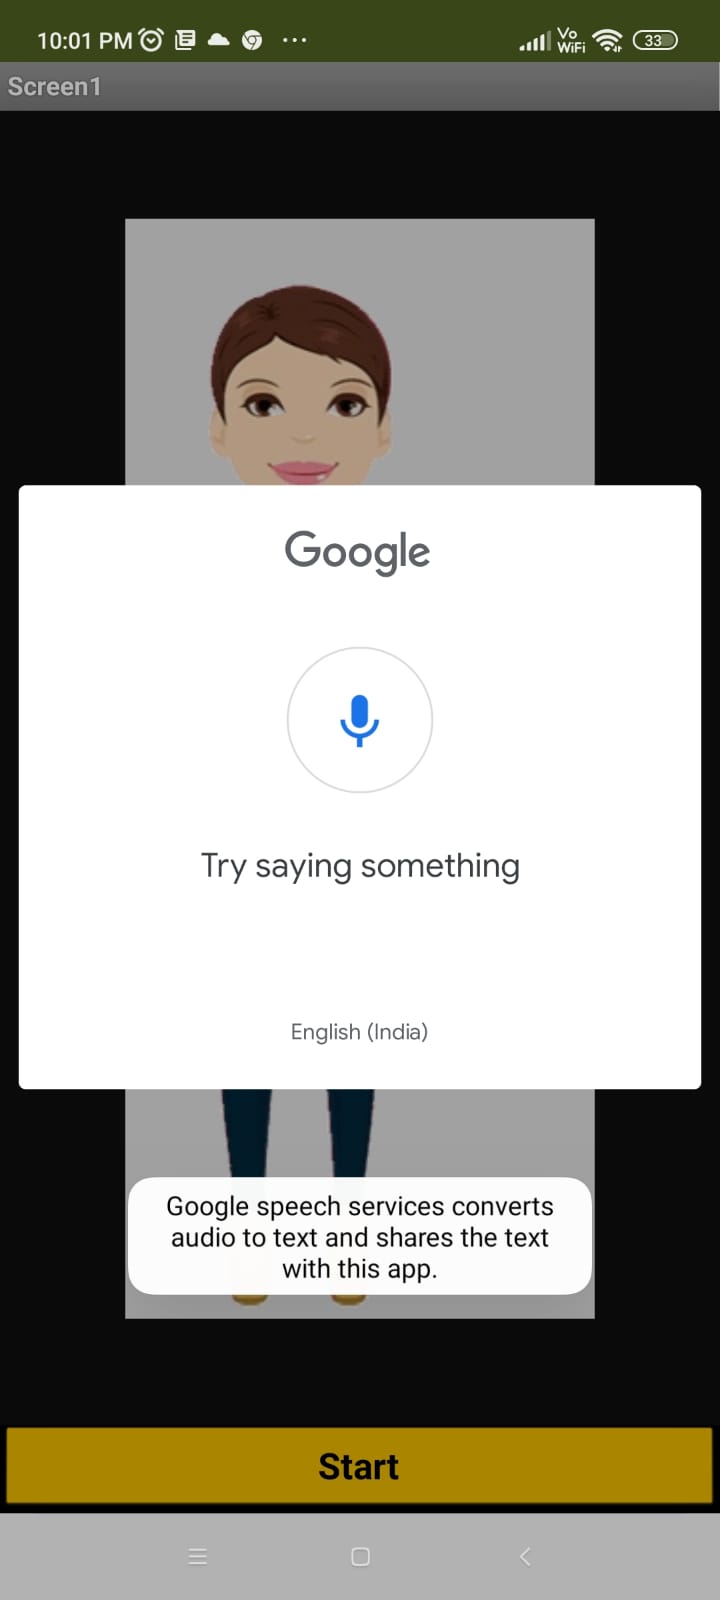 10:01 PM
Vo
WiFi
33
Screen1
Google
Try saying something
English (India)
Google speech services converts
audio to text and shares the text
with this app.
Start